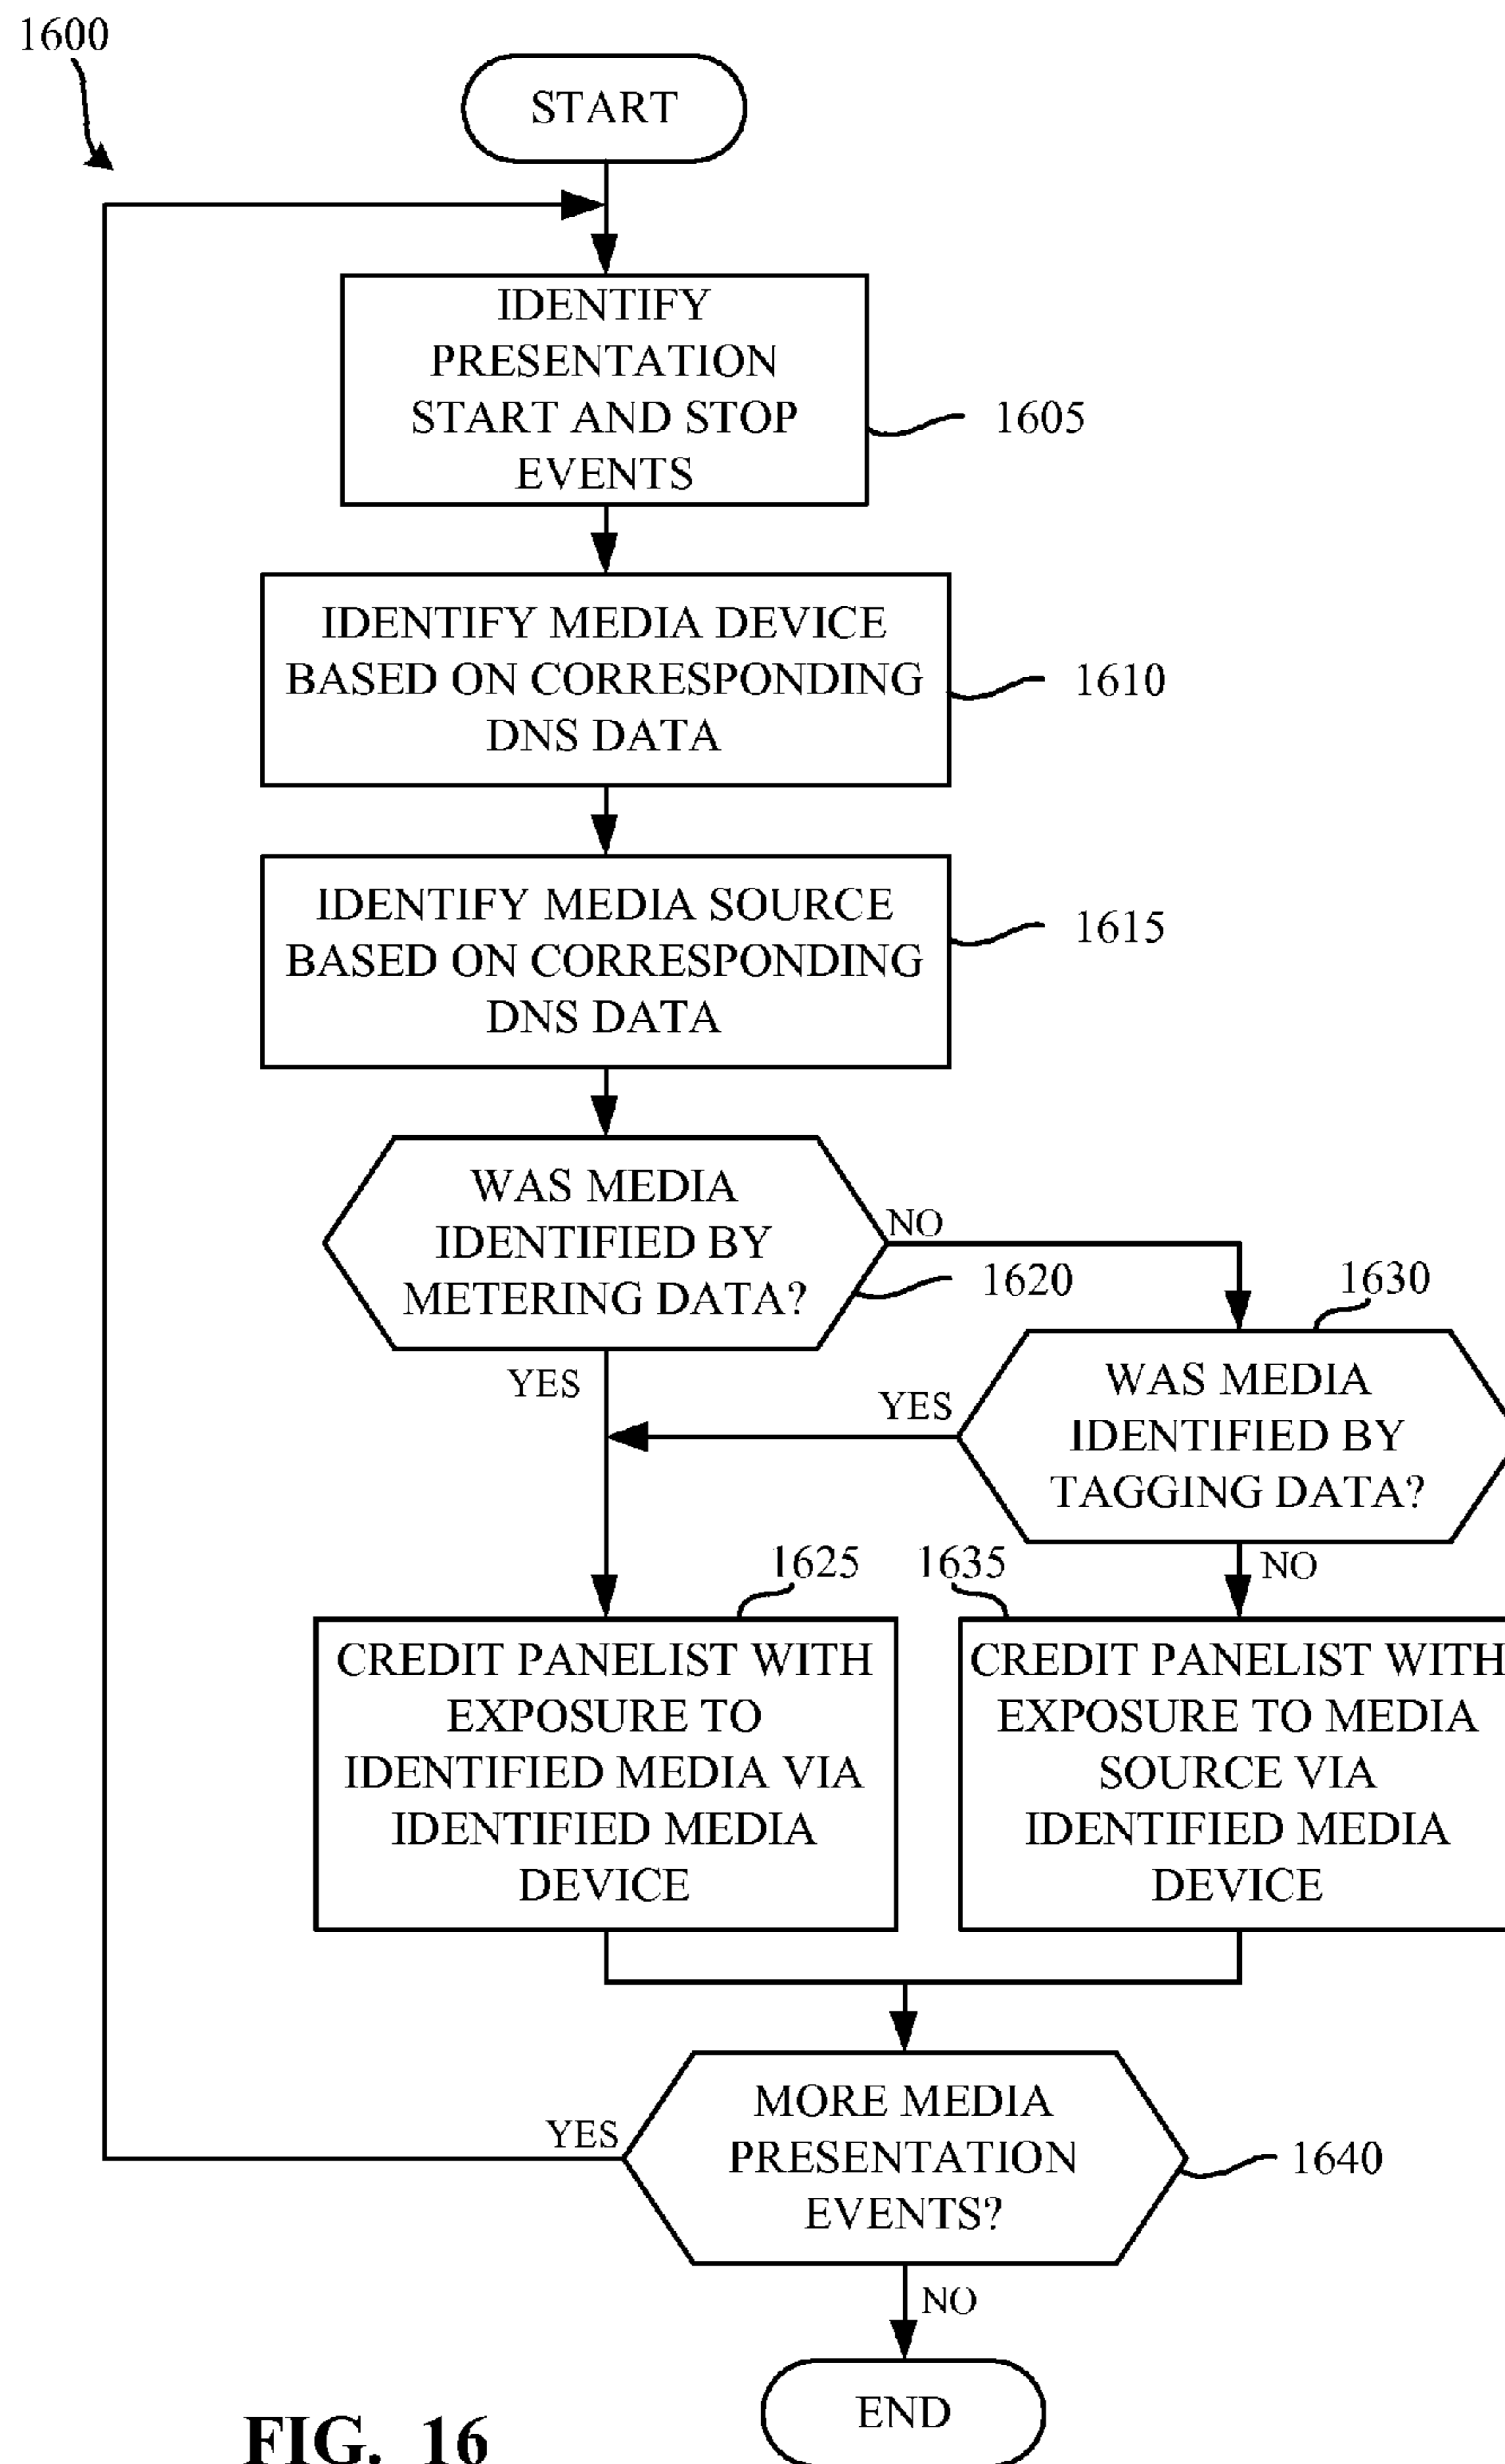 1600
START
IDENTIFY
PRESENTATION
START AND STOP
EVENTS
1605
IDENTIFY MEDIA DEVICE
BASED ON CORRESPONDING
DNS DATA
1610
IDENTIFY MEDIA SOURCE
BASED ON CORRESPONDING
DNS DATA
1615
WAS MEDIA
IDENTIFIED BY
METERING DATA?
NO
1620
1630
YES
WAS MEDIA
IDENTIFIED BY
TAGGING DATA?
YES
NO
1625
1635
CREDIT PANELIST WITH
EXPOSURE TO
IDENTIFIED MEDIA VIA
IDENTIFIED MEDIA
DEVICE
CREDIT PANELIST WITH
EXPOSURE TO MEDIA
SOURCE VIA
IDENTIFIED MEDIA
DEVICE
MORE MEDIA
PRESENTATION
EVENTS?
YES
1640
NO
END
FIG. 16